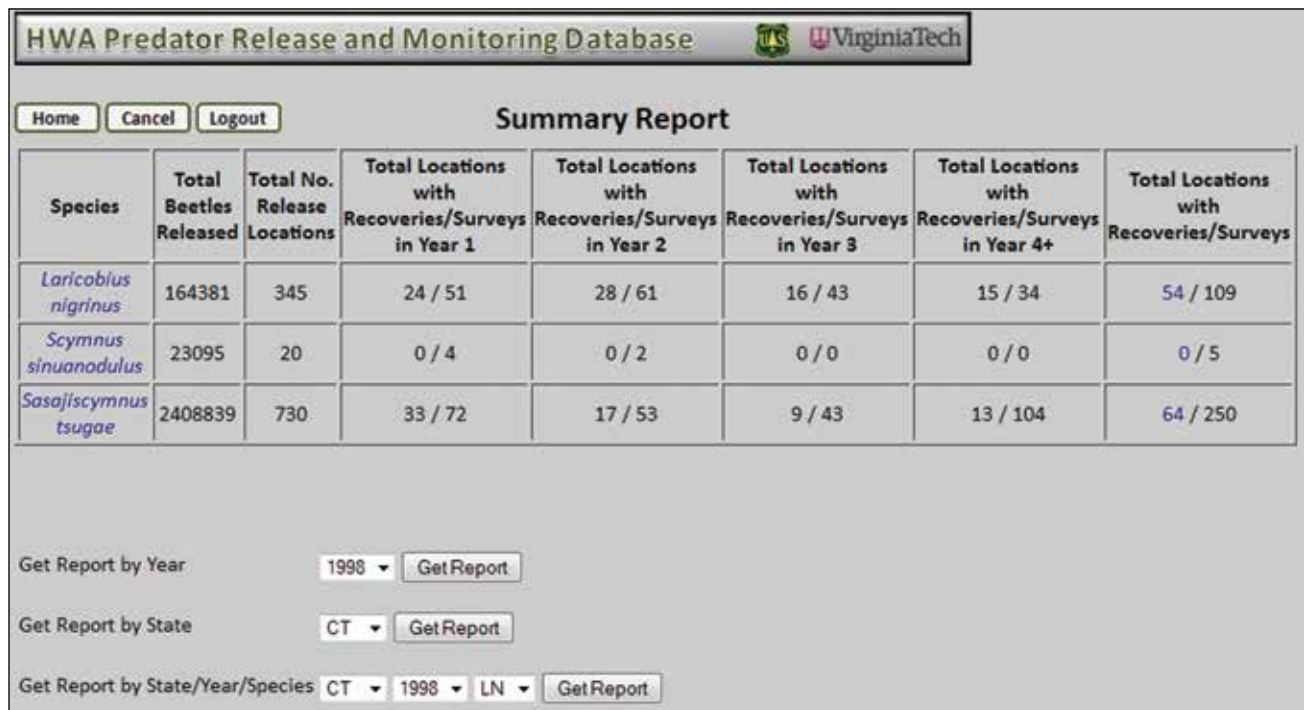 HWA Predator Release and Monitoring Database UAS VirginiaTech
Home Cancel Logout Summary Report
Species Total Beetles Released Total No. Release Locations Total Locations with Recoveries/Surveys in Year 1 Total Locations with Recoveries/Surveys in Year 2 Total Locations with Recoveries/Surveys in Year 3 Total Locations with Recoveries/Surveys in Year 4+ Total Locations with Recoveries/Surveys
Laricobius nigrinus 164381 345 24 / 51 28 / 61 16 / 43 15 / 34 54 / 109
Scymnus sinuanodulus 23095 20 0 / 4 0 / 2 0 / 0 0 / 0 0 / 5
Sasajiscymnus tsugae 2408839 730 33 / 72 17 / 53 9 / 43 13 / 104 64 / 250
Get Report by Year 1998 Get Report
Get Report by State CT Get Report
Get Report by State/Year/Species CT 1998 LN Get Report